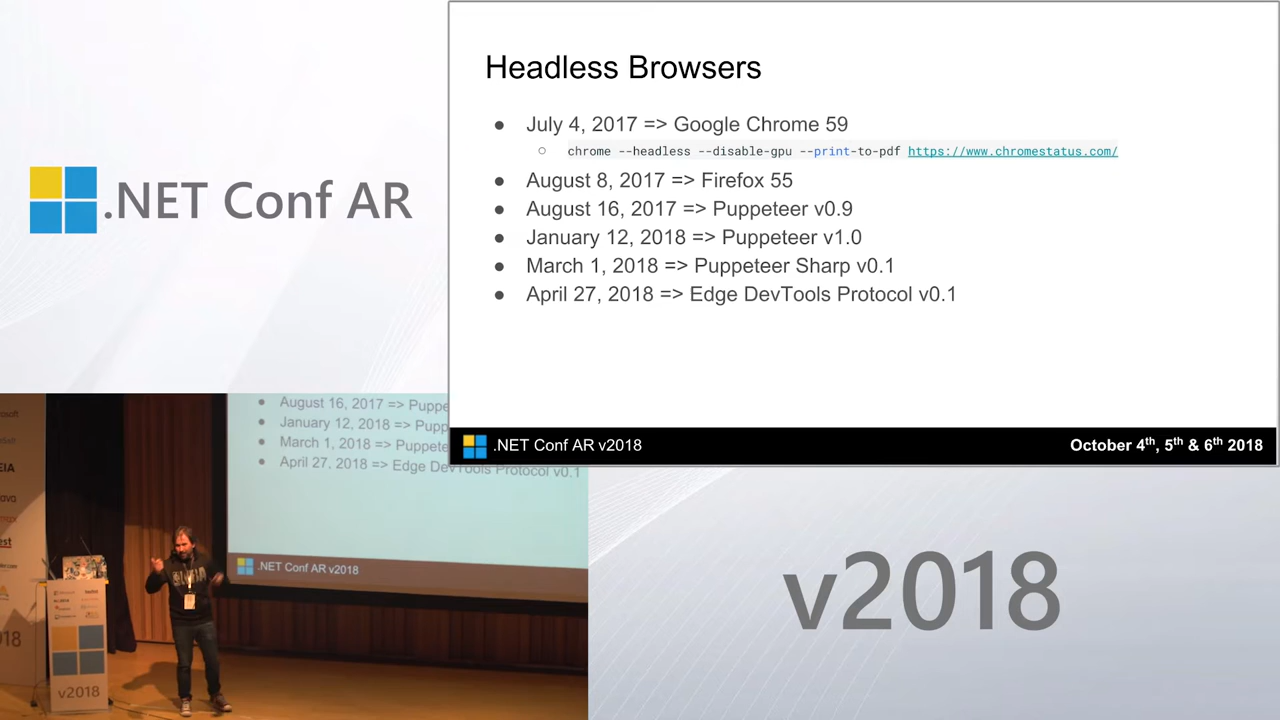 .NET Conf AR
Headless Browsers
● July 4, 2017 => Google Chrome 59
○ chrome --headless --disable-gpu --print-to-pdf https://www.chromestatus.com/
● August 8, 2017 => Firefox 55
● August 16, 2017 => Puppeteer v0.9
● January 12, 2018 => Puppeteer v1.0
● March 1, 2018 => Puppeteer Sharp v0.1
● April 27, 2018 => Edge DevTools Protocol v0.1
.NET Conf AR v2018
October 4th, 5th & 6th 2018
● August 16, 2017 => Puppe
● January 12, 2018 => Pupp
● March 1, 2018 => Puppete
● April 27, 2018 => Edge DevTools Protocol v0.1
.NET Conf AR v2018
v2018
v2018